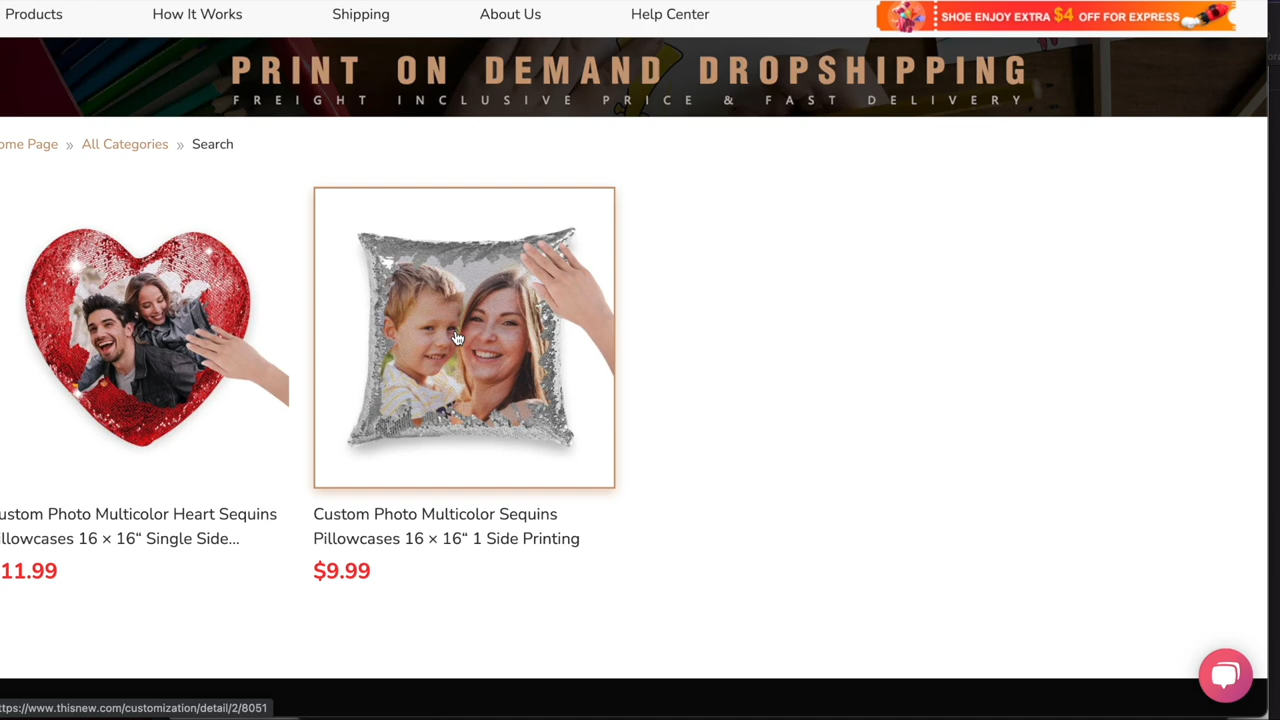 Products How It Works Shipping About Us Help Center SHOE ENJOY EXTRA $4 OFF FOR EXPRESS
PRINT ON DEMAND DROPSHIPPING
FREIGHT INCLUSIVE PRICE & FAST DELIVERY
ome Page » All Categories » Search
ustom Photo Multicolor Heart Sequins
illowcases 16 × 16“ Single Side...
11.99
Custom Photo Multicolor Sequins
Pillowcases 16 × 16“ 1 Side Printing
$9.99
ttps://www.thisnew.com/customization/detail/2/8051